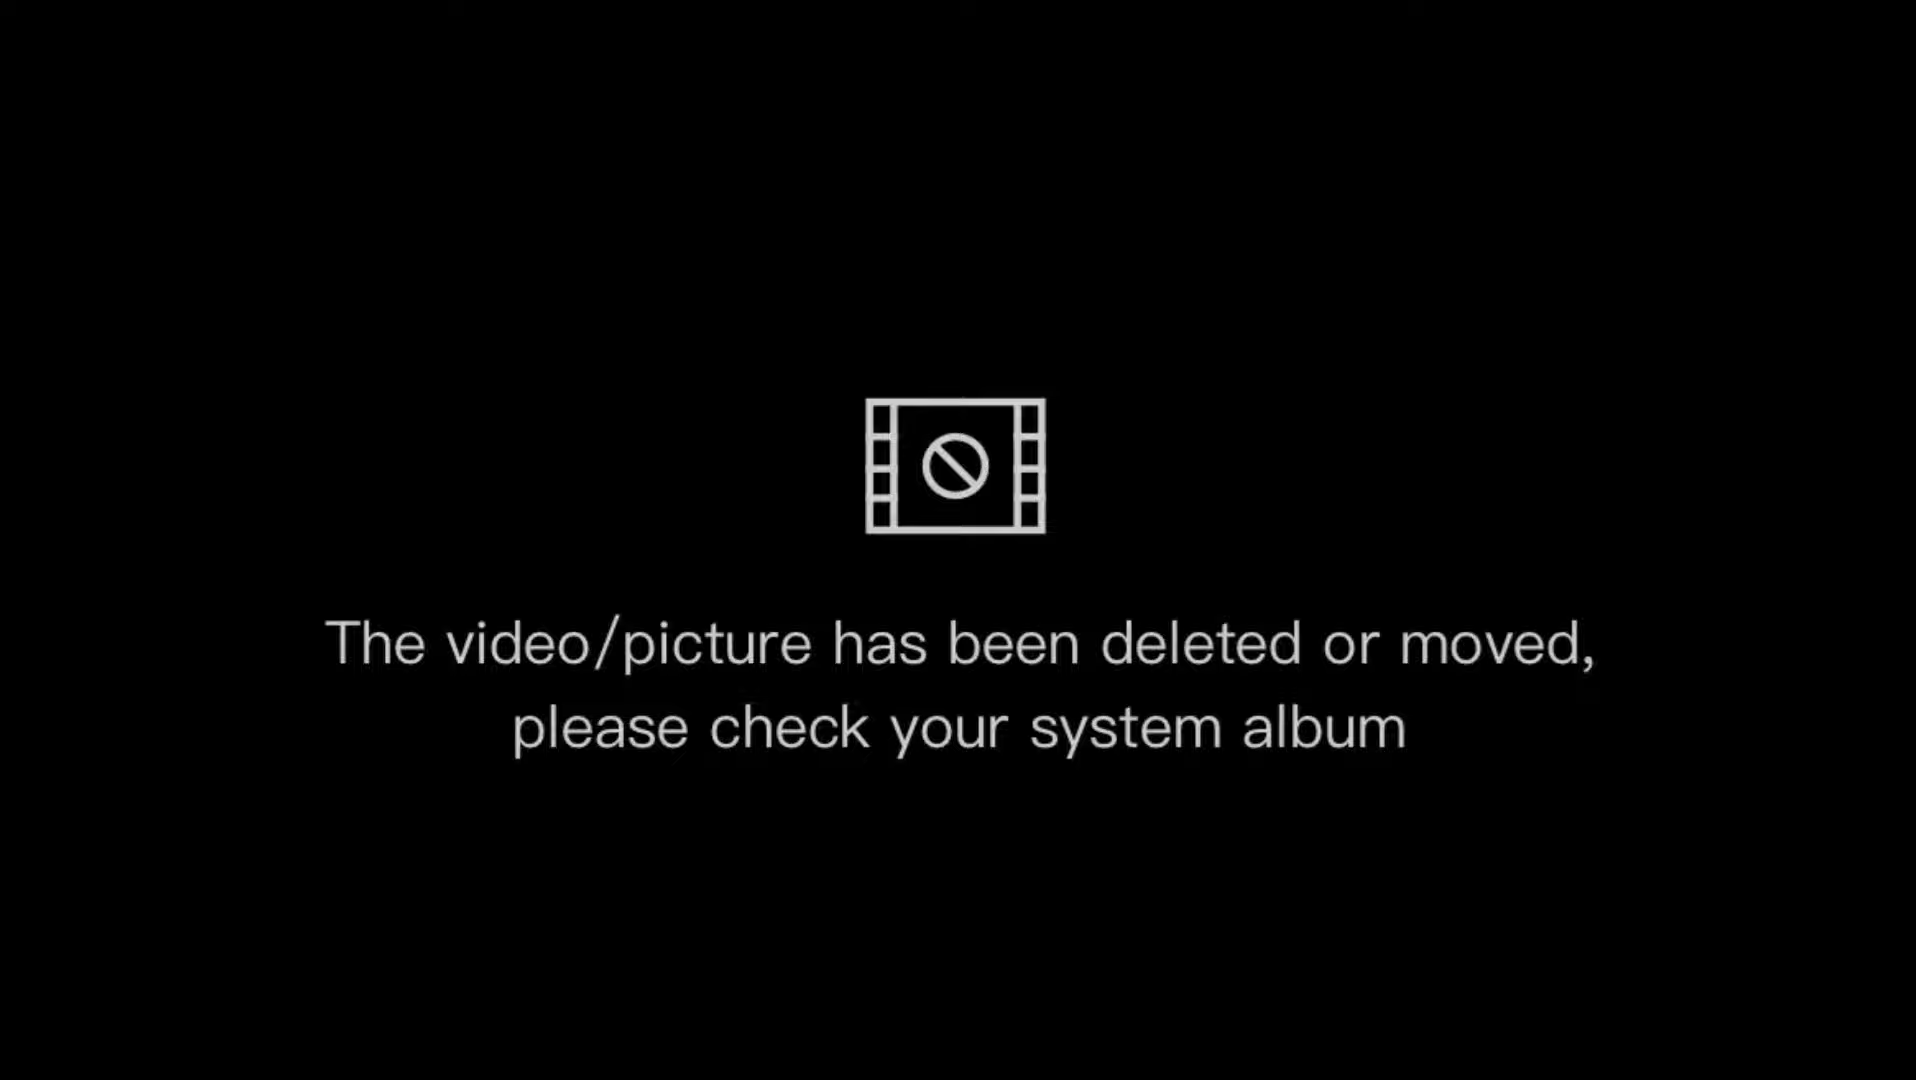 The video/picture has been deleted or moved,
please check your system album